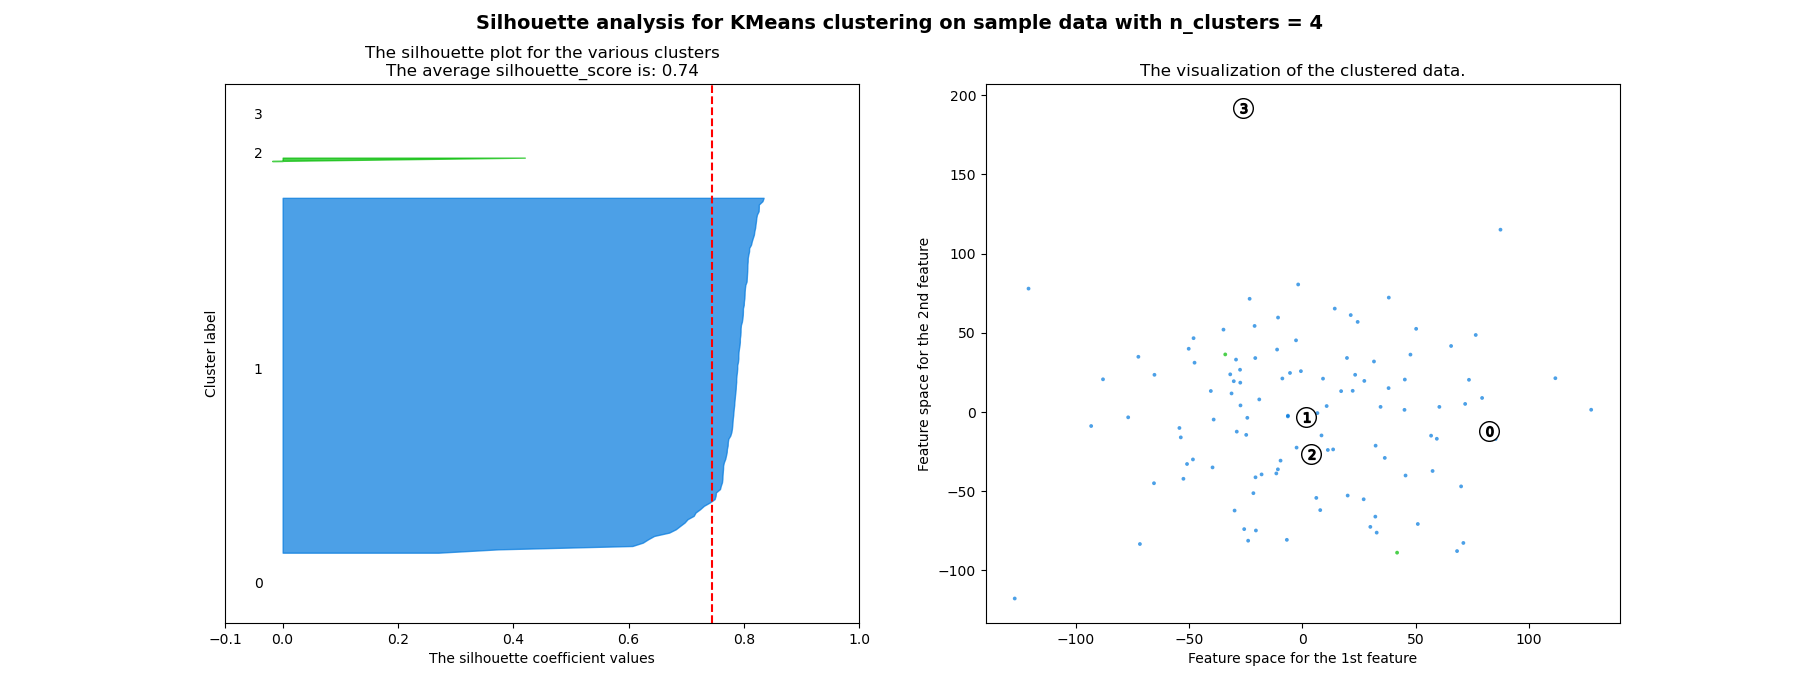 Silhouette analysis for KMeans clustering on sample data with n_clusters = 4
The silhouette plot for the various clusters
The average silhouette_score is: 0.74
3
2
1
0
Cluster label
−0.1 0.0 0.2 0.4 0.6 0.8 1.0
The silhouette coefficient values
The visualization of the clustered data.
200
150
100
50
0
−50
−100
Feature space for the 2nd feature
3
1
0
2
−100 −50 0 50 100
Feature space for the 1st feature